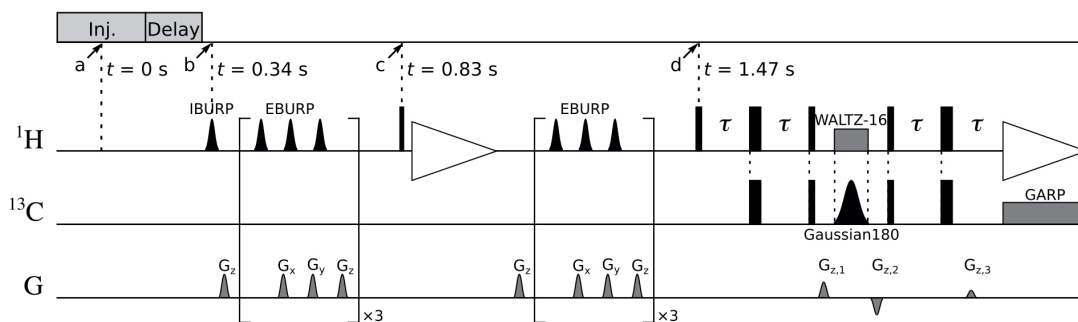 Inj. Delay
a t = 0 s b t = 0.34 s c t = 0.83 s d t = 1.47 s
IBURP EBURP EBURP
¹H WALTZ-16 τ τ τ τ
¹³C Gaussian180 GARP
G G_z G_x G_y G_z G_z G_x G_y G_z G_z,1 G_z,2 G_z,3
×3 ×3